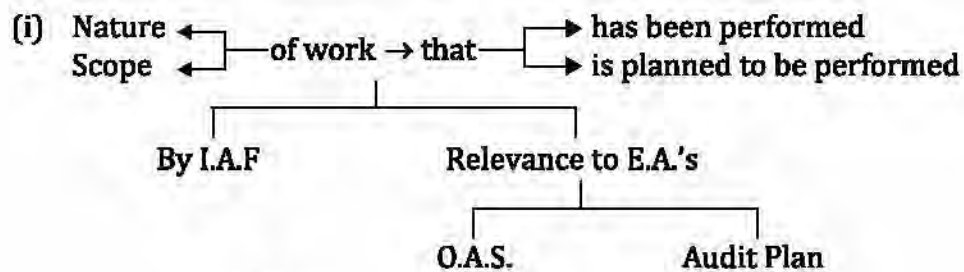 (i) Nature of work → that has been performed
Scope is planned to be performed
By I.A.F Relevance to E.A.'s
O.A.S. Audit Plan